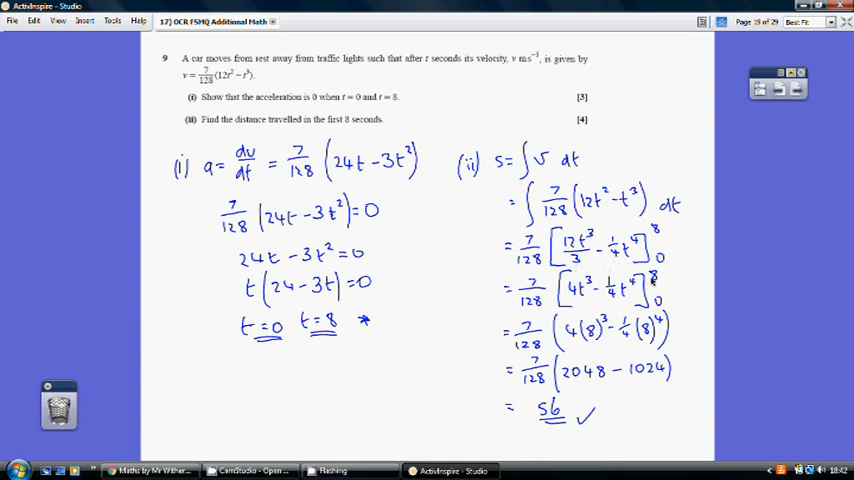 ActivInspire - Studio
File Edit View Insert Tools Help
17) OCR FSMQ Additional Math
Page 19 of 29
Best Fit
9 A car moves from rest away from traffic lights such that after t seconds its velocity, v ms⁻¹, is given by
v = 7/128 (12t² − t³).
(i) Show that the acceleration is 0 when t = 0 and t = 8. [3]
(ii) Find the distance travelled in the first 8 seconds. [4]
(i) a = dv/dt = 7/128 (24t − 3t²)
7/128 (24t − 3t²) = 0
24t − 3t² = 0
t(24 − 3t) = 0
t = 0 t = 8 *
(ii) s = ∫ v dt
= ∫ 7/128 (12t² − t³) dt
= 7/128 [12t³/3 − 1/4 t⁴]⁸₀
= 7/128 [4t³ − 1/4 t⁴]⁸₀
= 7/128 (4(8)³ − 1/4 (8)⁴)
= 7/128 (2048 − 1024)
= 56 ✓
Maths by Mr Wither...
CamStudio - Onli...
Flashing
ActivInspire - Studio
18:42